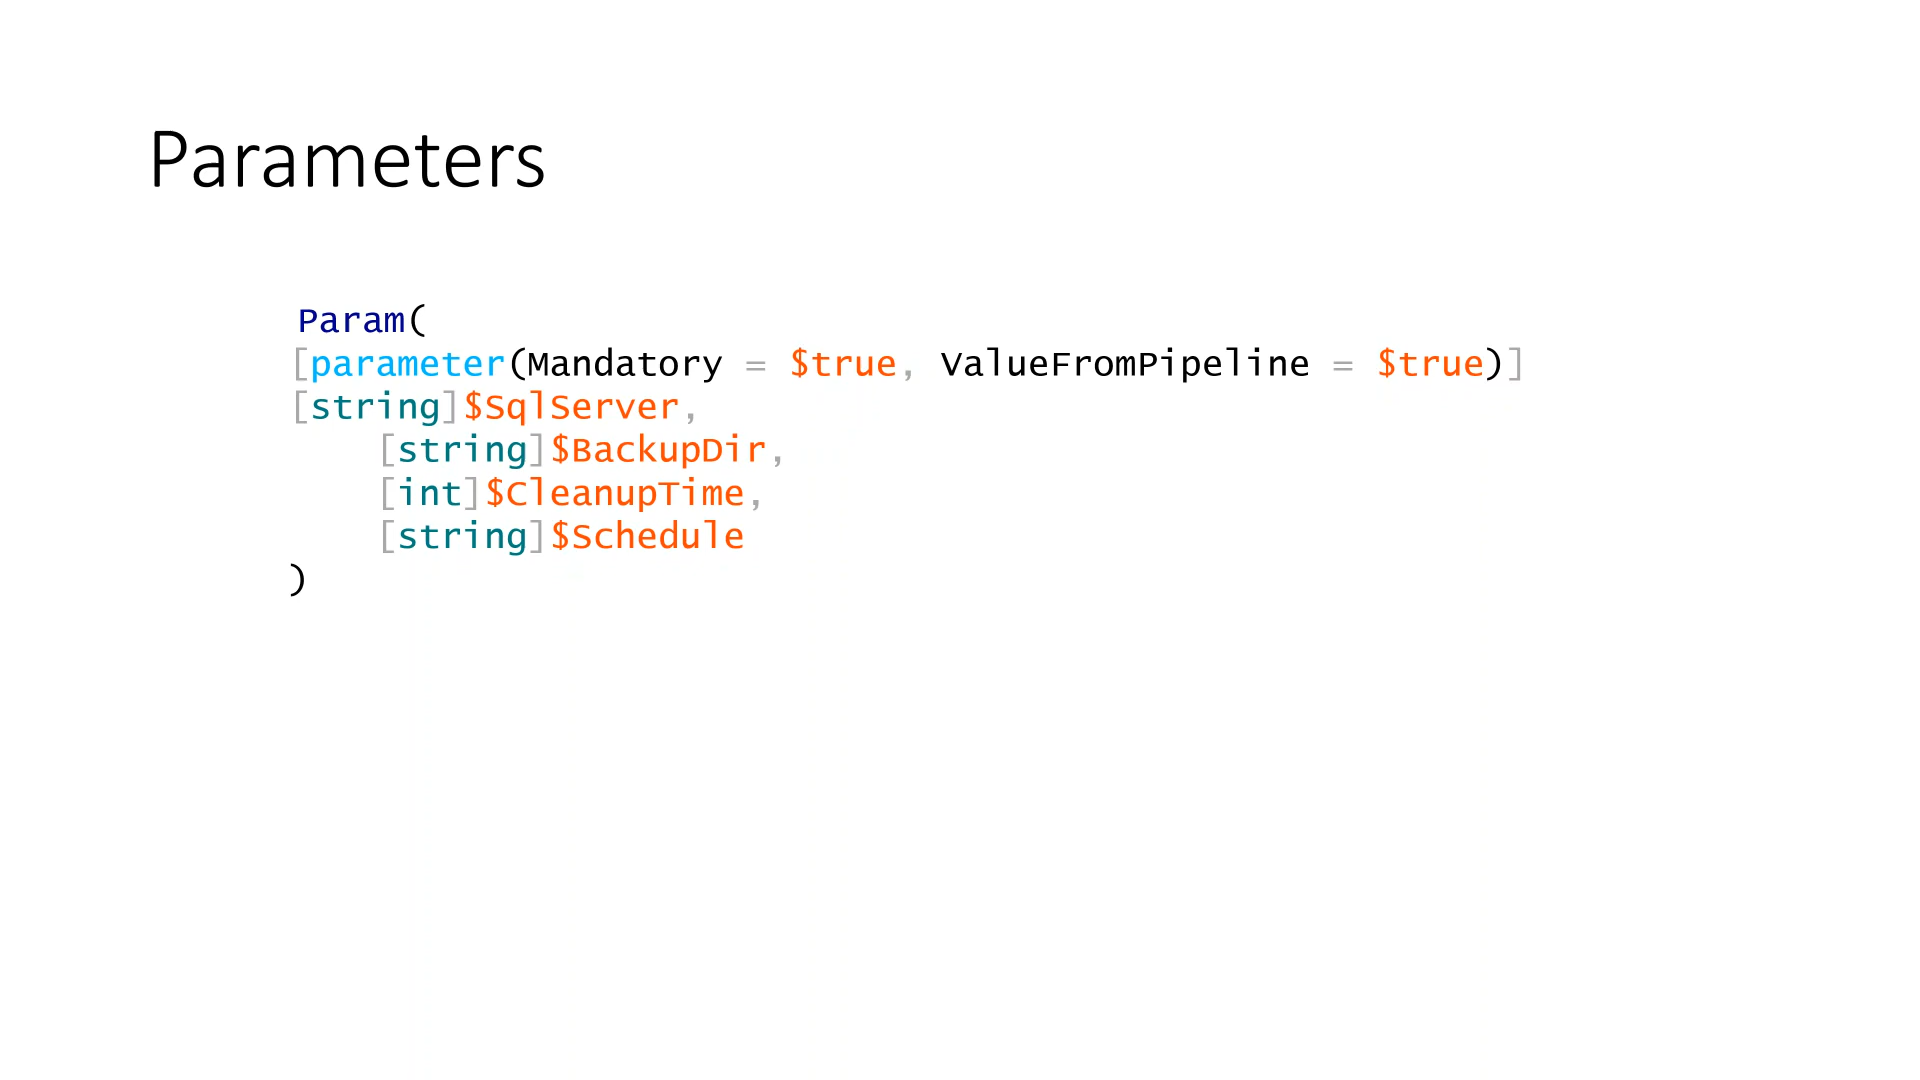 Parameters
Param(
[parameter(Mandatory = $true, ValueFromPipeline = $true)]
[string]$SqlServer,
[string]$BackupDir,
[int]$CleanupTime,
[string]$Schedule
)